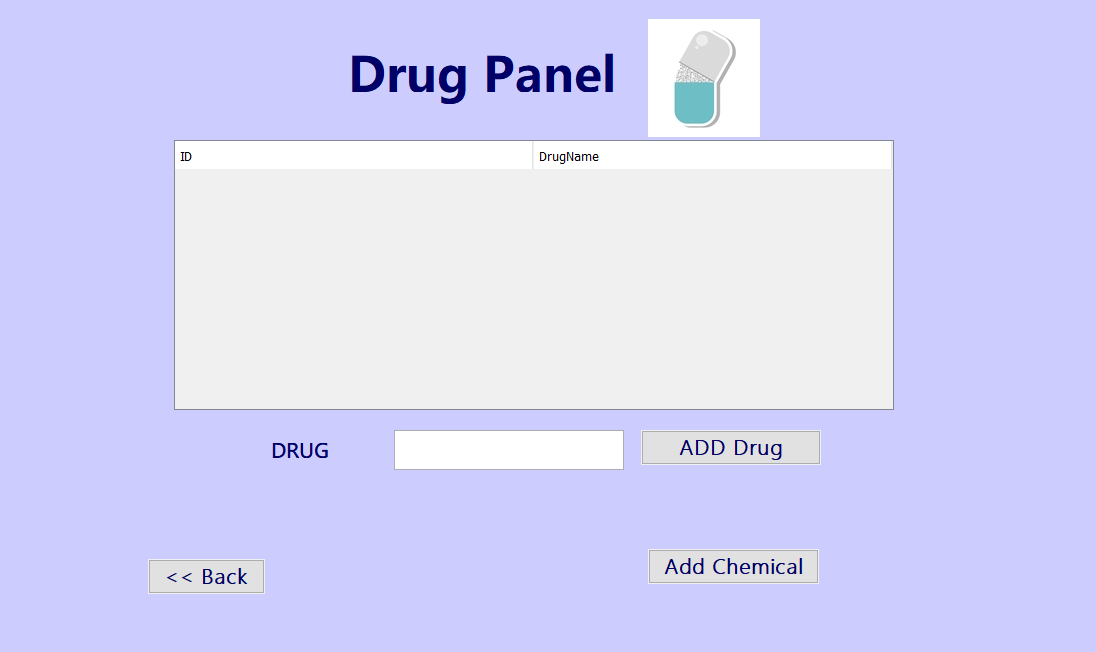 Drug Panel
ID DrugName
DRUG ADD Drug
<< Back Add Chemical